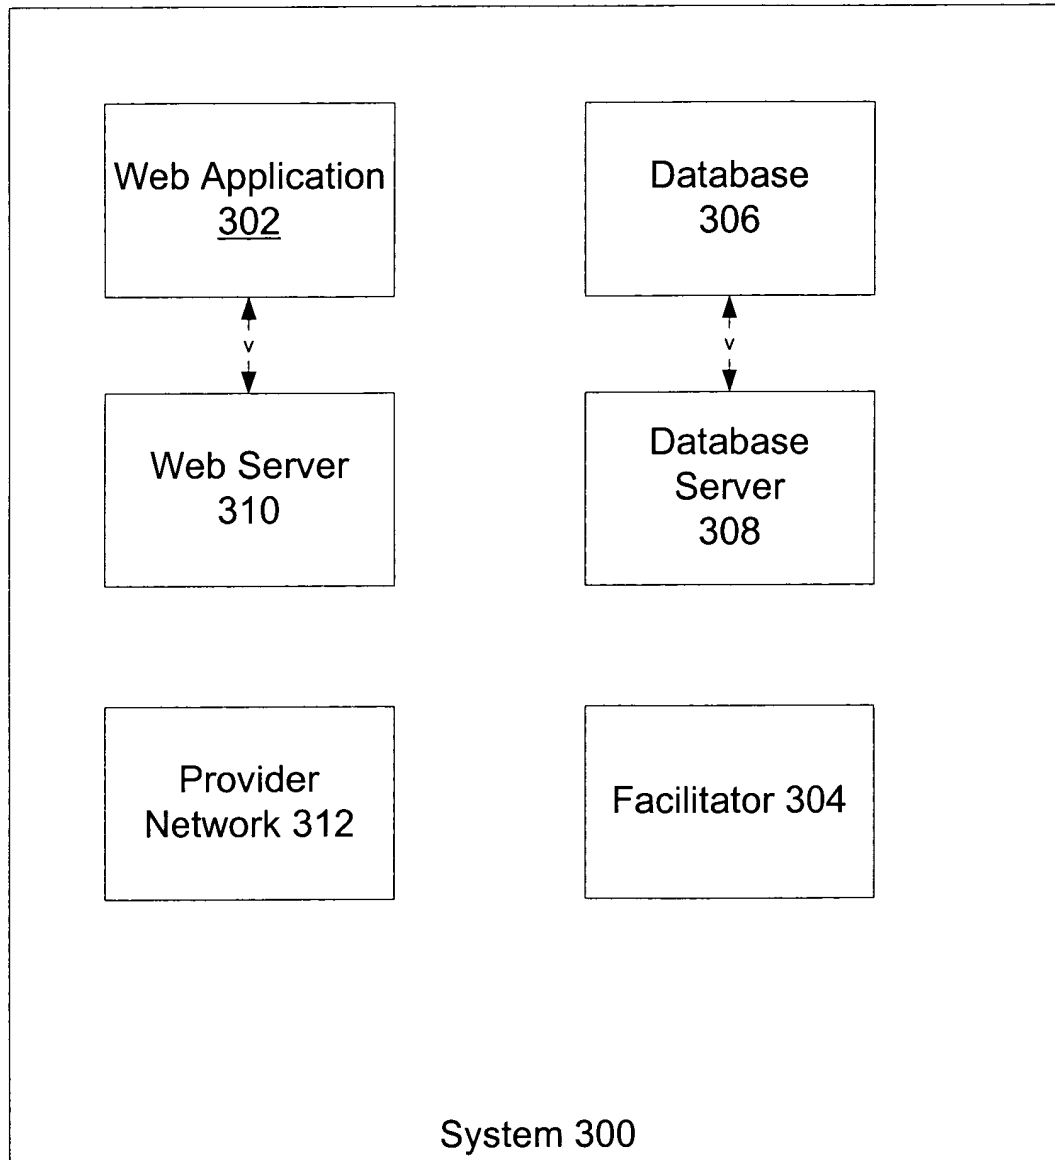 Web Application
302
Database
306
v
v
Web Server
310
Database
Server
308
Provider
Network 312
Facilitator 304
System 300